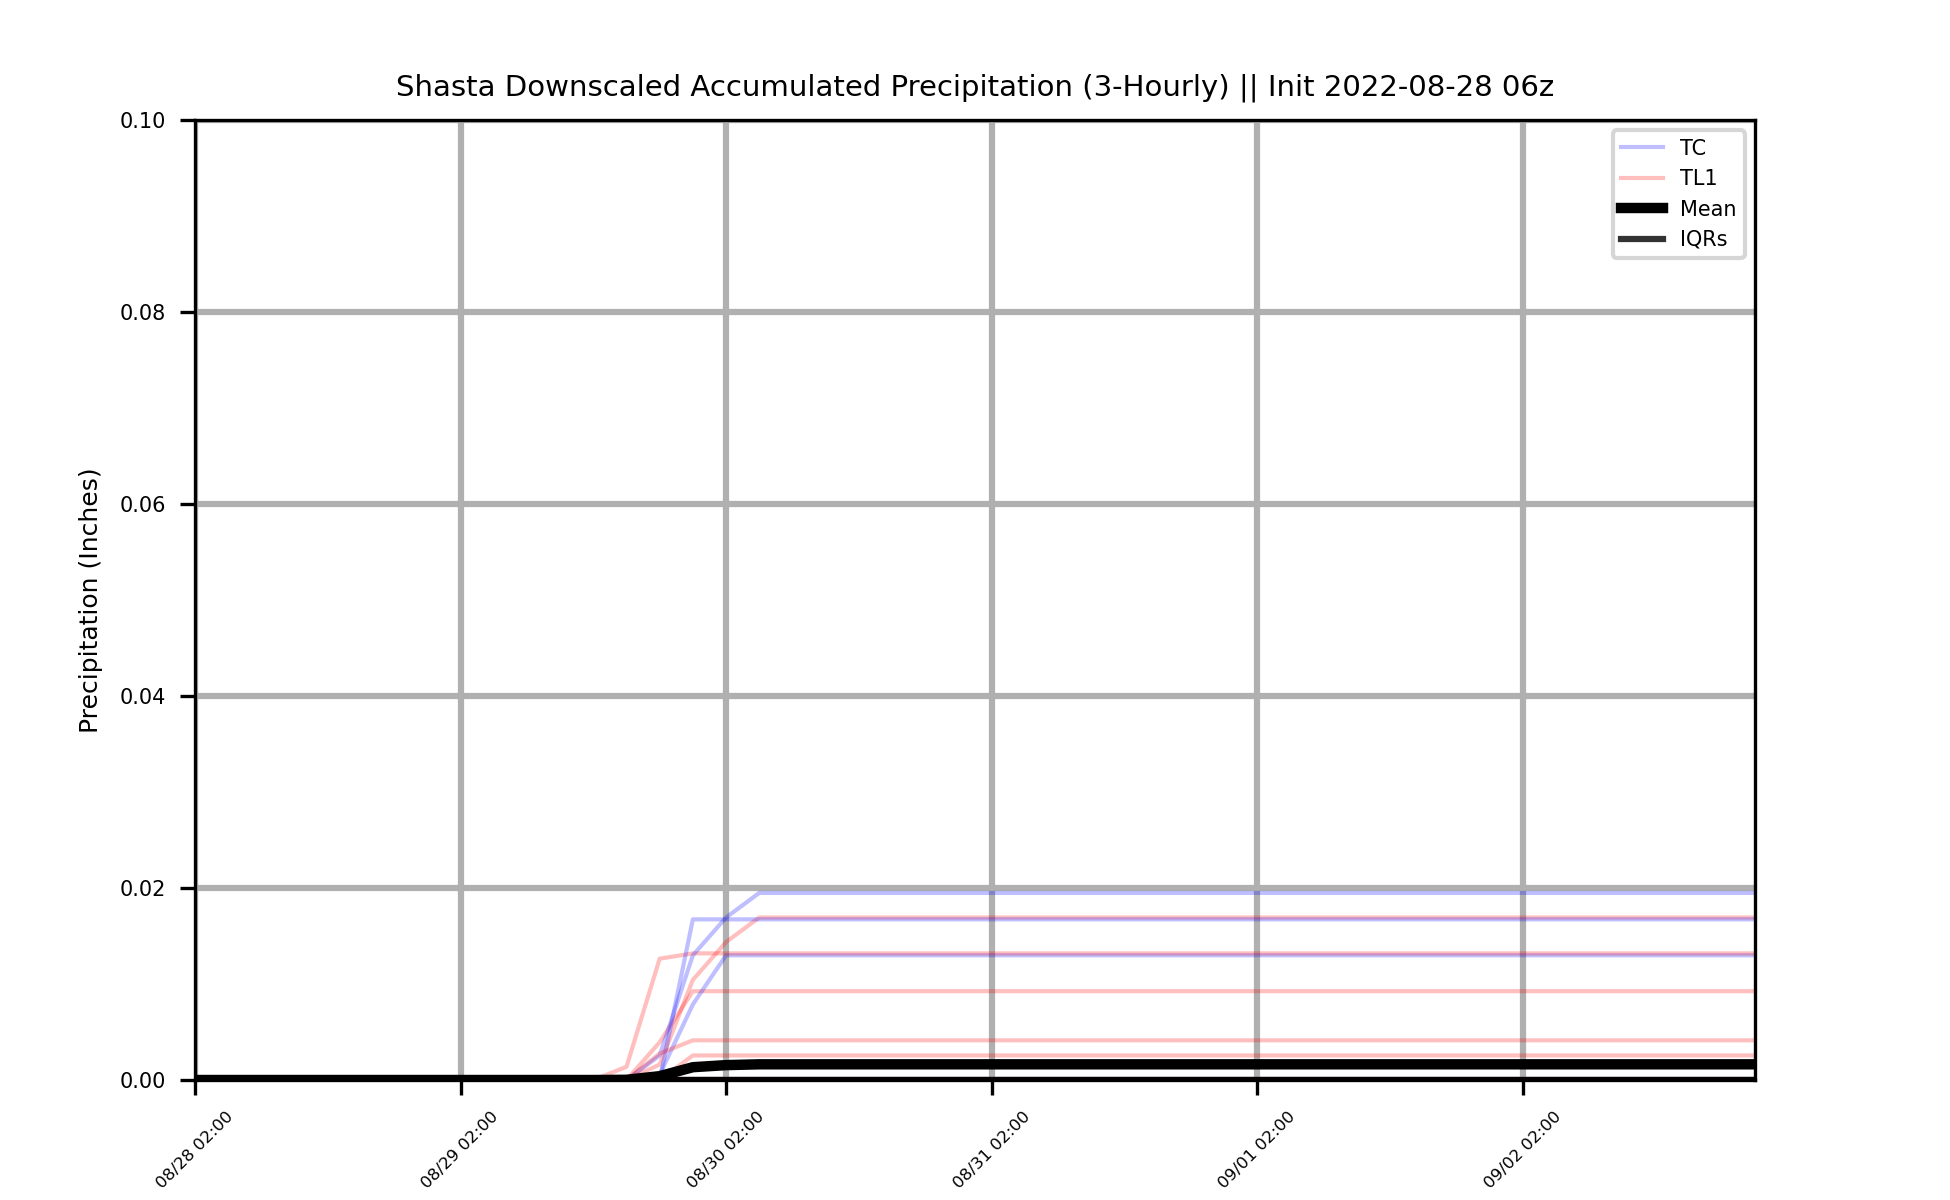 Shasta Downscaled Accumulated Precipitation (3-Hourly) || Init 2022-08-28 06z
TC
TL1
Mean
IQRs
Precipitation (Inches)
0.10
0.08
0.06
0.04
0.02
0.00
08/28 02:00
08/29 02:00
08/30 02:00
08/31 02:00
09/01 02:00
09/02 02:00